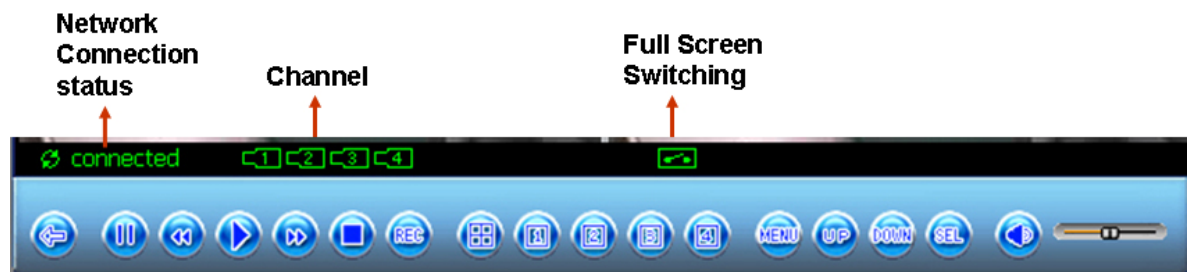 Network
Connection
status
Channel
Full Screen
Switching
connected 1 2 3 4
REC 1 2 3 4 MENU UP DOWN SEL